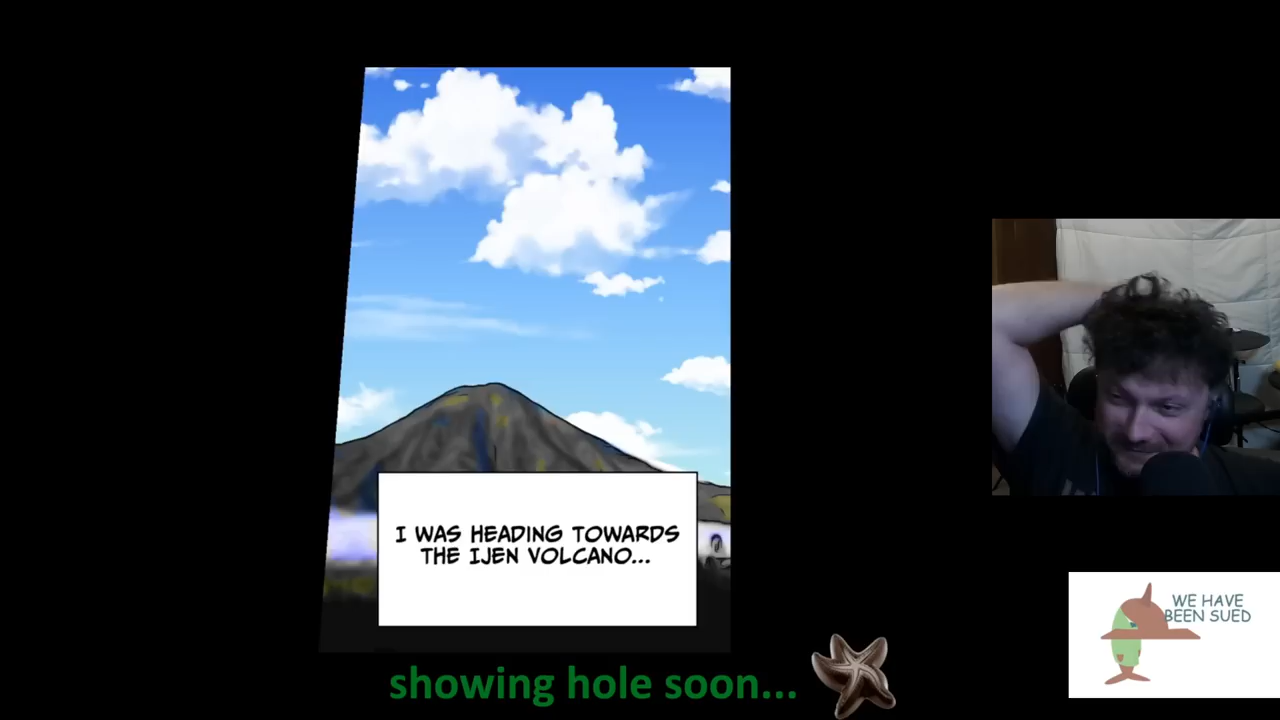 I WAS HEADING TOWARDS
THE IJEN VOLCANO...
showing hole soon...
WE HAVE
BEEN SUED